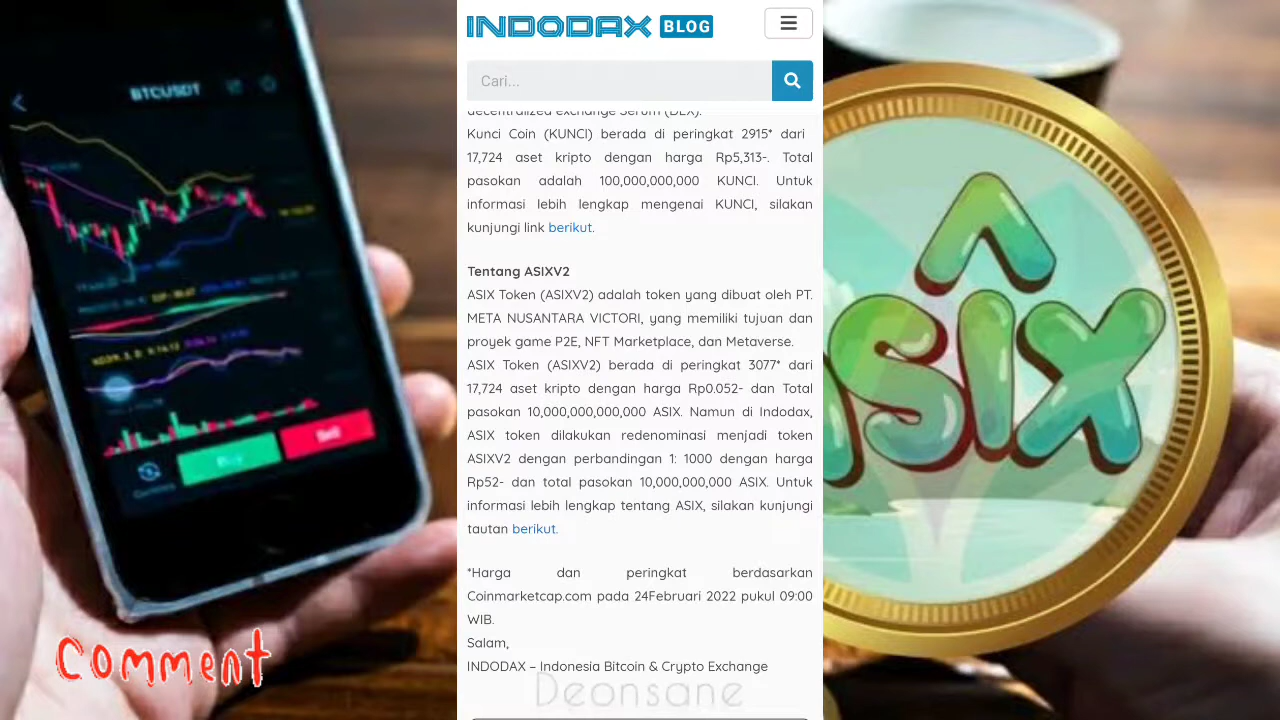 INDODAX BLOG
Cari...
decentralized exchange Serum (DEX).
Kunci Coin (KUNCI) berada di peringkat 2915* dari
17,724 aset kripto dengan harga Rp5,313-. Total
pasokan adalah 100,000,000,000 KUNCI. Untuk
informasi lebih lengkap mengenai KUNCI, silakan
kunjungi link berikut.
Tentang ASIXV2
ASIX Token (ASIXV2) adalah token yang dibuat oleh PT.
META NUSANTARA VICTORI, yang memiliki tujuan dan
proyek game P2E, NFT Marketplace, dan Metaverse.
ASIX Token (ASIXV2) berada di peringkat 3077* dari
17,724 aset kripto dengan harga Rp0.052- dan Total
pasokan 10,000,000,000,000 ASIX. Namun di Indodax,
ASIX token dilakukan redenominasi menjadi token
ASIXV2 dengan perbandingan 1: 1000 dengan harga
Rp52- dan total pasokan 10,000,000,000 ASIX. Untuk
informasi lebih lengkap tentang ASIX, silakan kunjungi
tautan berikut.
*Harga dan peringkat berdasarkan
Coinmarketcap.com pada 24Februari 2022 pukul 09:00
WIB.
Salam,
INDODAX – Indonesia Bitcoin & Crypto Exchange
Deonsane
BTCUSDT
Buy
Sell
Comment
ASIX